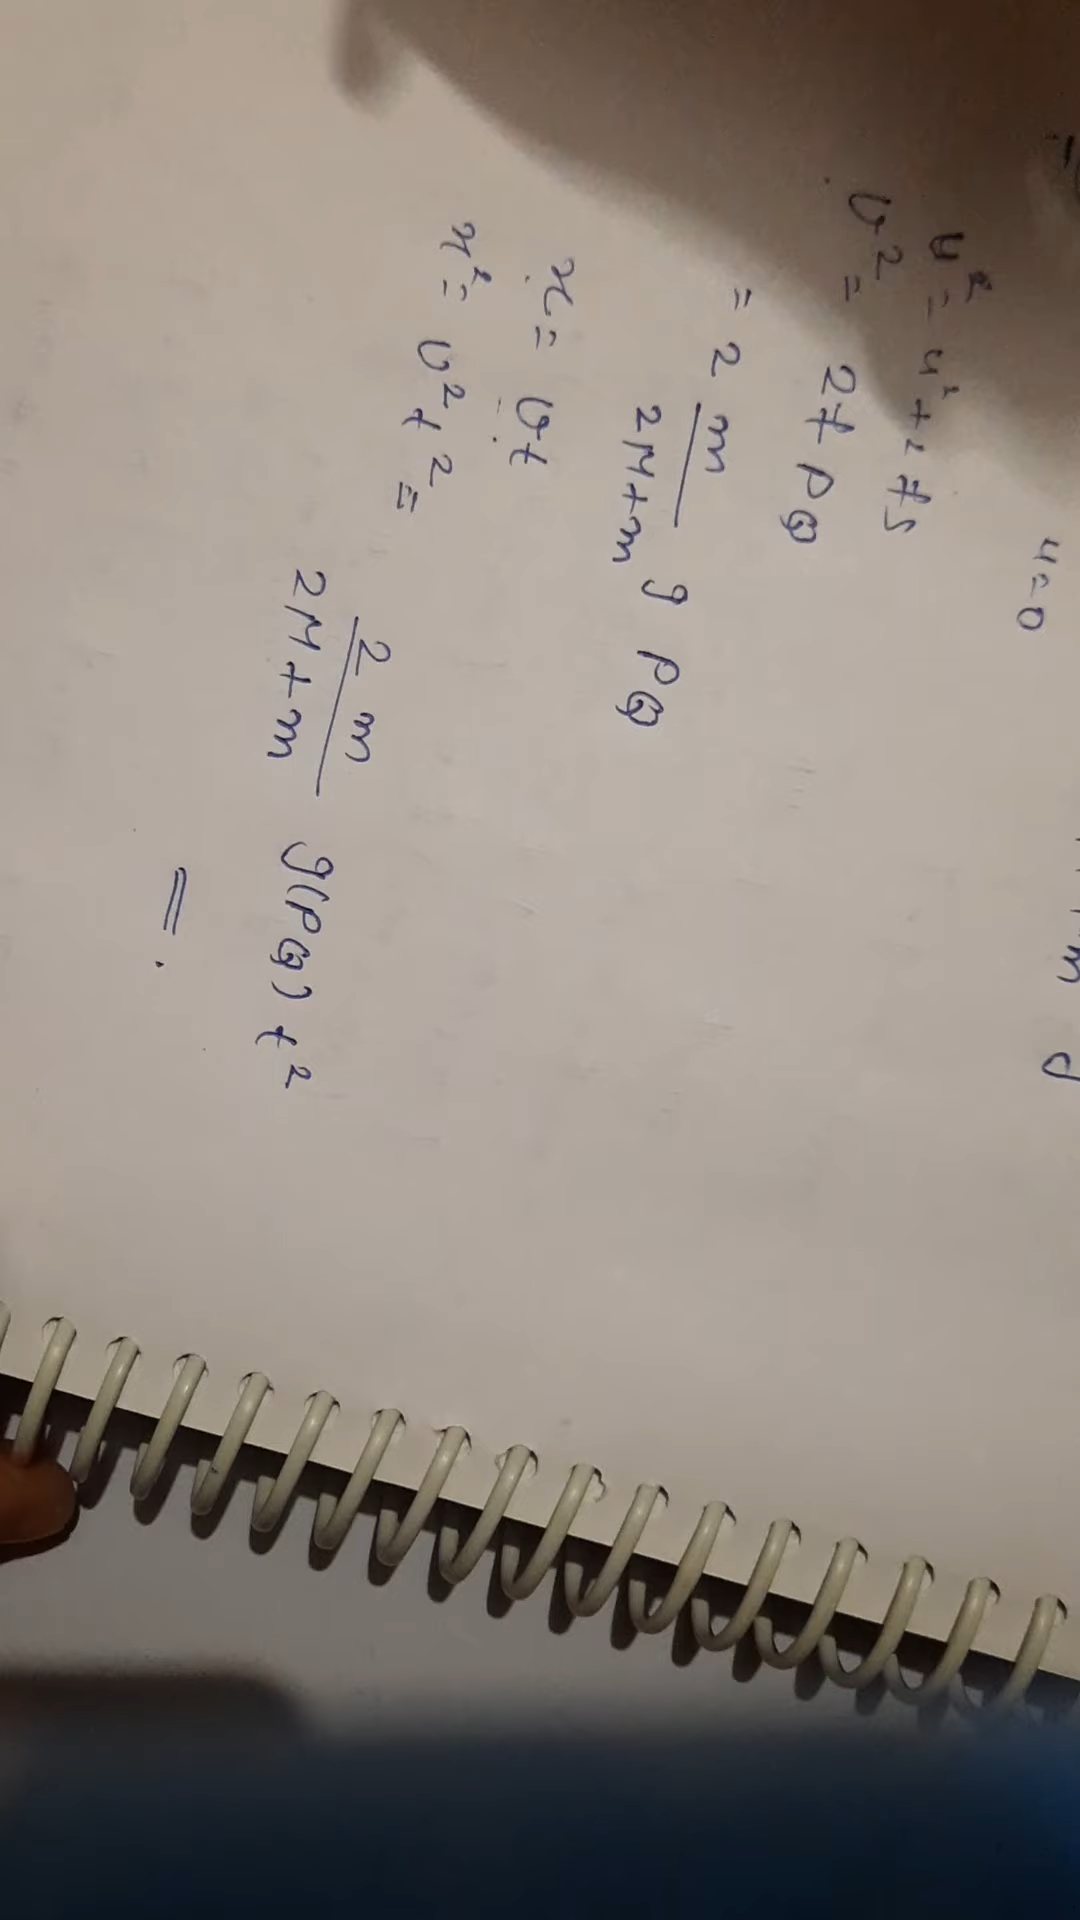 u = 0
v² = u² + 2fs
v² = 2f PQ
= 2 m/(2M+m) g PQ
x = vt
x² = v²t² =
2m/(2M+m) g(PQ) t²
=.